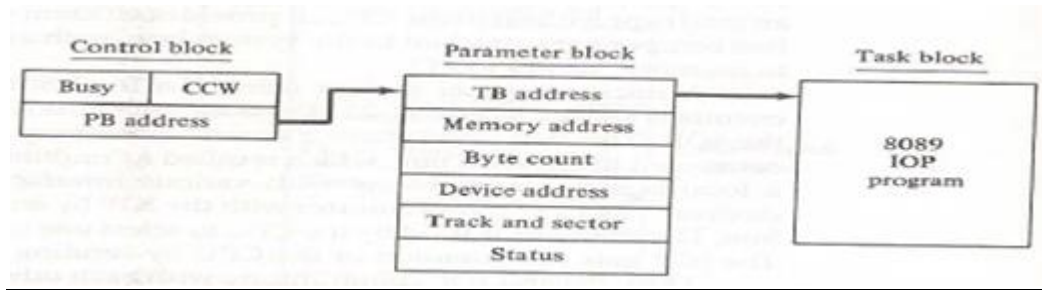 Control block
Busy CCW
PB address
Parameter block
TB address
Memory address
Byte count
Device address
Track and sector
Status
Task block
8089
IOP
program